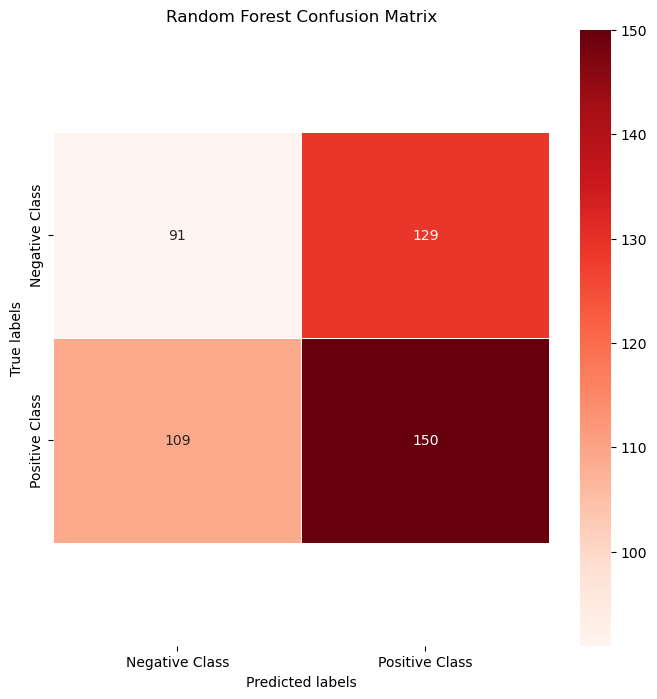 Random Forest Confusion Matrix
True labels
Negative Class
Positive Class
91
129
109
150
Negative Class
Positive Class
Predicted labels
150
140
130
120
110
100